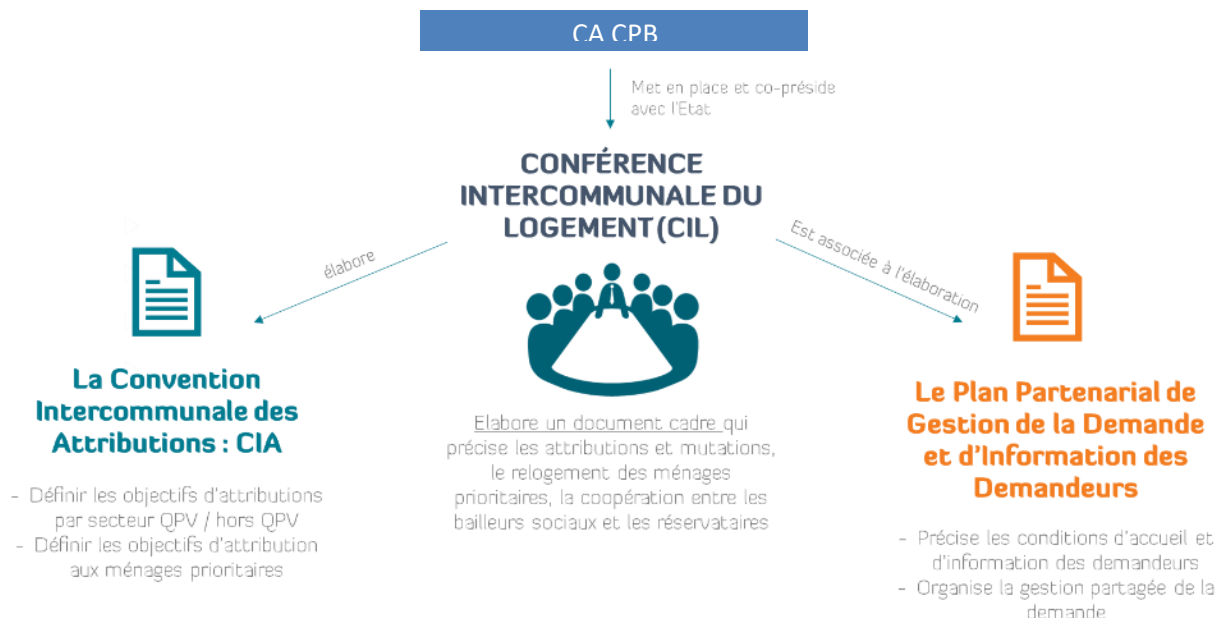 CA CPB
Met en place et co-préside
avec l'Etat
CONFÉRENCE
INTERCOMMUNALE DU
LOGEMENT (CIL)
élabore
Est associée à l'élaboration
La Convention
Intercommunale des
Attributions : CIA
- Définir les objectifs d'attributions
par secteur QPV / hors QPV
- Définir les objectifs d'attribution
aux ménages prioritaires
Elabore un document cadre qui
précise les attributions et mutations,
le relogement des ménages
prioritaires, la coopération entre les
bailleurs sociaux et les réservataires
Le Plan Partenarial de
Gestion de la Demande
et d'Information des
Demandeurs
- Précise les conditions d'accueil et
d'information des demandeurs
- Organise la gestion partagée de la
demande